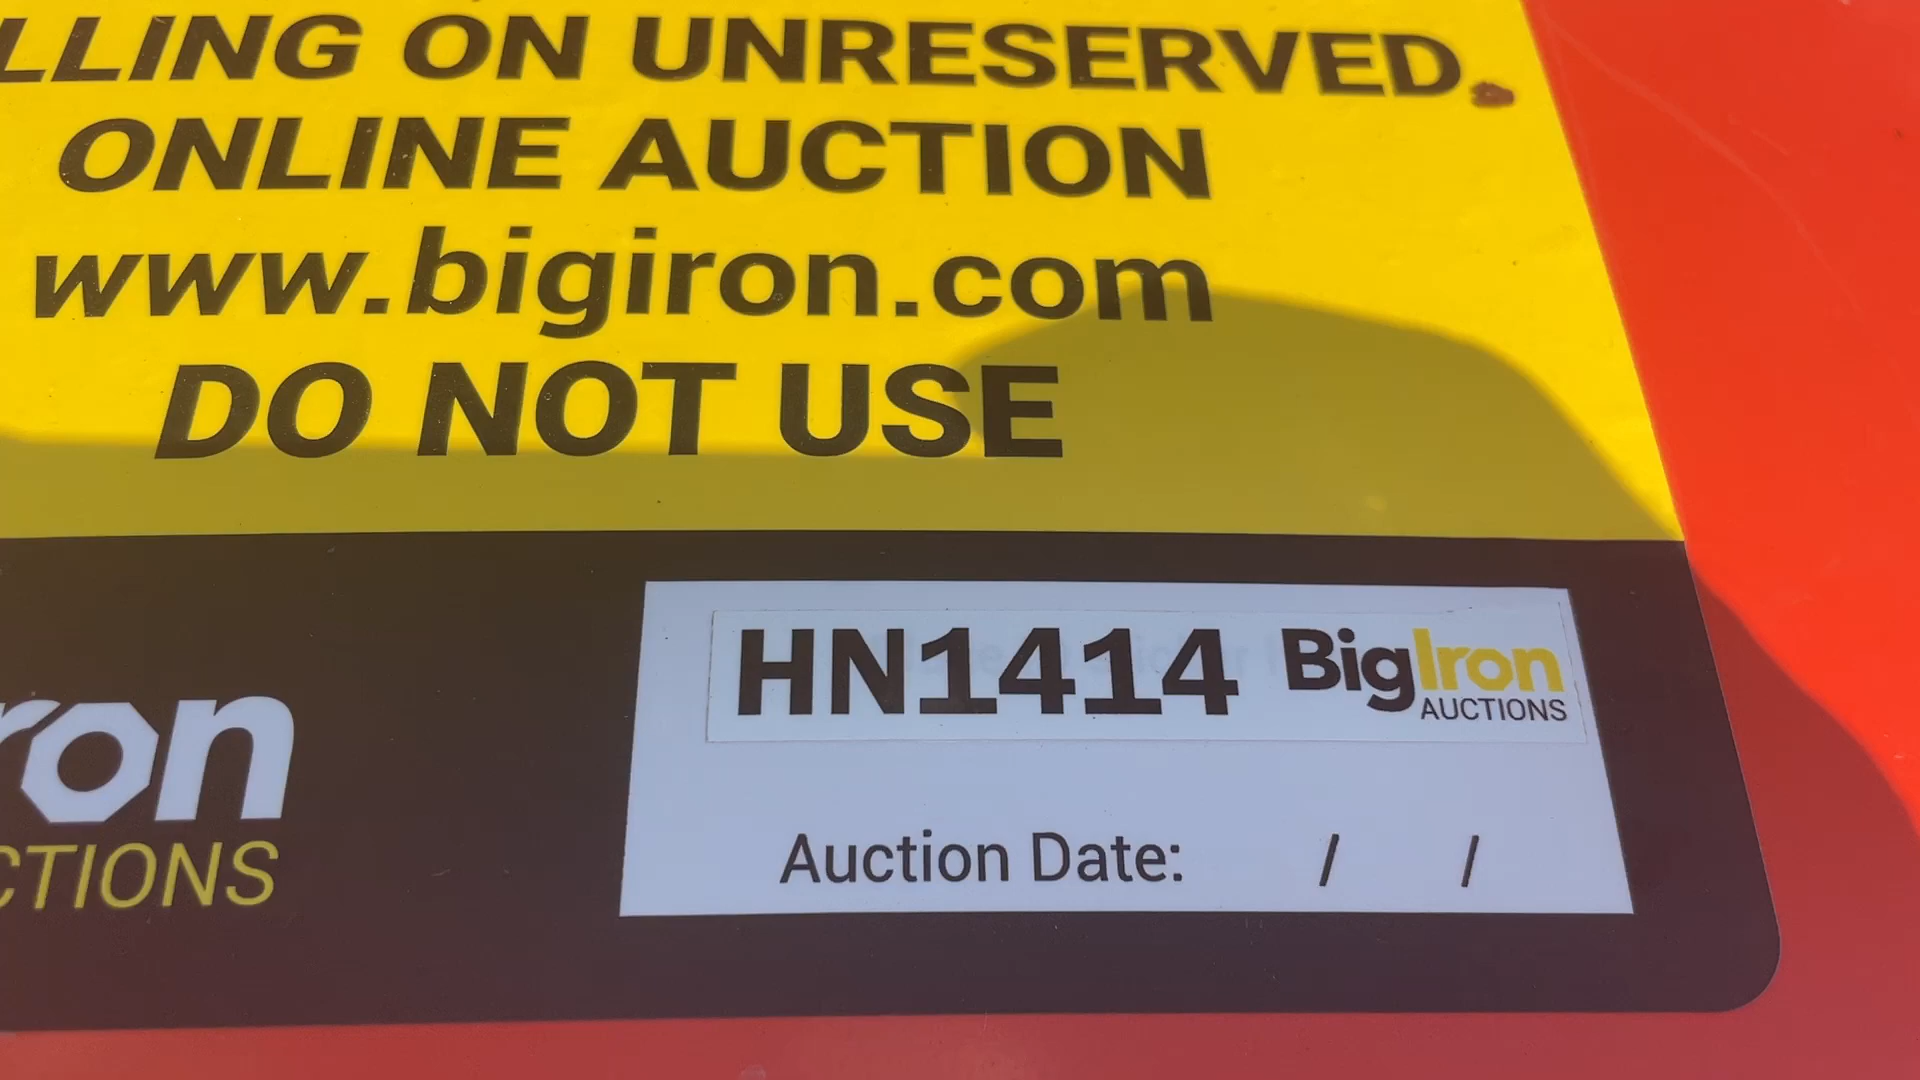 LLING ON UNRESERVED.
ONLINE AUCTION
www.bigiron.com
DO NOT USE
HN1414 BigIron
AUCTIONS
ron
CTIONS
Auction Date: / /